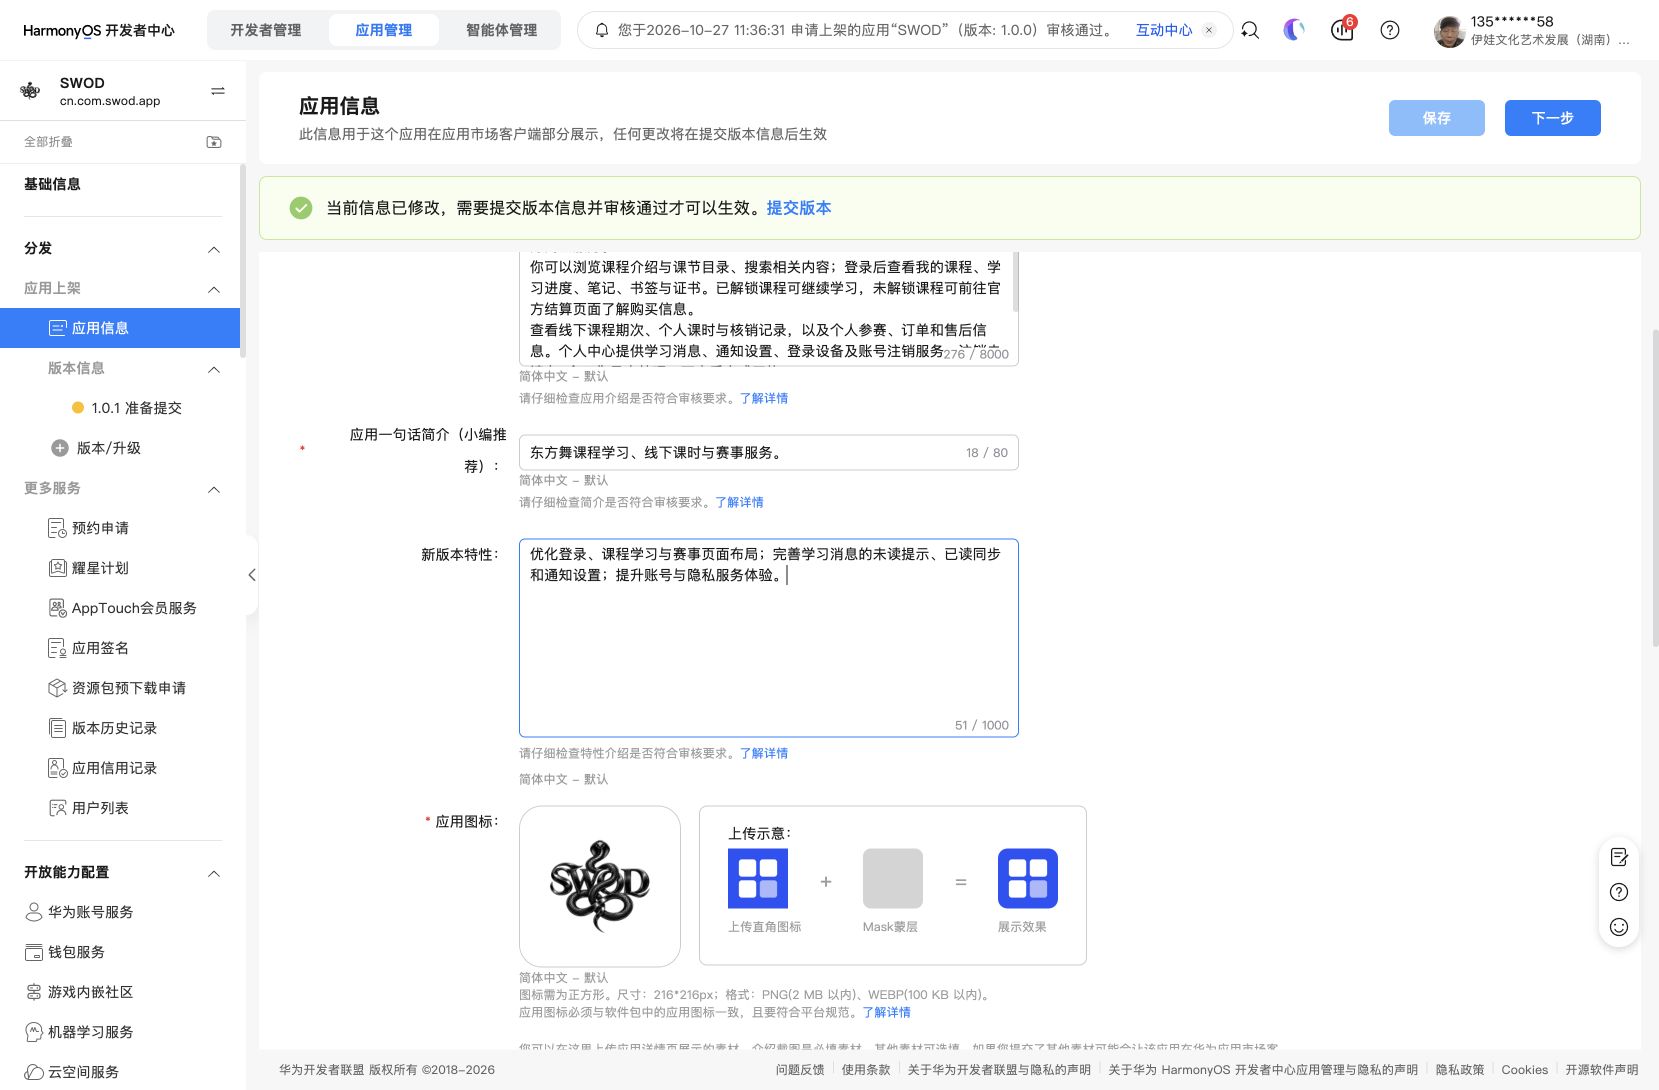 HarmonyOS 开发者中心
开发者管理
应用管理
智能体管理
您于2026-10-27 11:36:31 申请上架的应用“SWOD”（版本: 1.0.0）审核通过。
互动中心
6
135******58
伊娃文化艺术发展（湖南）...
SWOD
cn.com.swod.app
全部折叠
基础信息
分发
应用上架
应用信息
版本信息
1.0.1 准备提交
版本/升级
更多服务
预约申请
耀星计划
AppTouch会员服务
应用签名
资源包预下载申请
版本历史记录
应用信用记录
用户列表
开放能力配置
华为账号服务
钱包服务
游戏内嵌社区
机器学习服务
云空间服务
应用信息
此信息用于这个应用在应用市场客户端部分展示，任何更改将在提交版本信息后生效
保存
下一步
当前信息已修改，需要提交版本信息并审核通过才可以生效。提交版本
你可以浏览课程介绍与课节目录、搜索相关内容；登录后查看我的课程、学
习进度、笔记、书签与证书。已解锁课程可继续学习，未解锁课程可前往官
方结算页面了解购买信息。
查看线下课程期次、个人课时与核销记录，以及个人参赛、订单和售后信
息。个人中心提供学习消息、通知设置、登录设备及账号注销服务
276 / 8000
简体中文 – 默认
请仔细检查应用介绍是否符合审核要求。了解详情
* 应用一句话简介（小编推
荐）：
东方舞课程学习、线下课时与赛事服务。
18 / 80
简体中文 – 默认
请仔细检查简介是否符合审核要求。了解详情
新版本特性：
优化登录、课程学习与赛事页面布局；完善学习消息的未读提示、已读同步
和通知设置；提升账号与隐私服务体验。
51 / 1000
请仔细检查特性介绍是否符合审核要求。了解详情
简体中文 – 默认
* 应用图标：
SWOD
上传示意：
+
=
上传直角图标
Mask蒙层
展示效果
简体中文 – 默认
图标需为正方形。尺寸：216*216px；格式：PNG(2 MB 以内)、WEBP(100 KB 以内)。
应用图标必须与软件包中的应用图标一致，且要符合平台规范。了解详情
华为开发者联盟 版权所有 ©2018-2026
问题反馈
使用条款
关于华为开发者联盟与隐私的声明
关于华为 HarmonyOS 开发者中心应用管理与隐私的声明
隐私政策
Cookies
开源软件声明